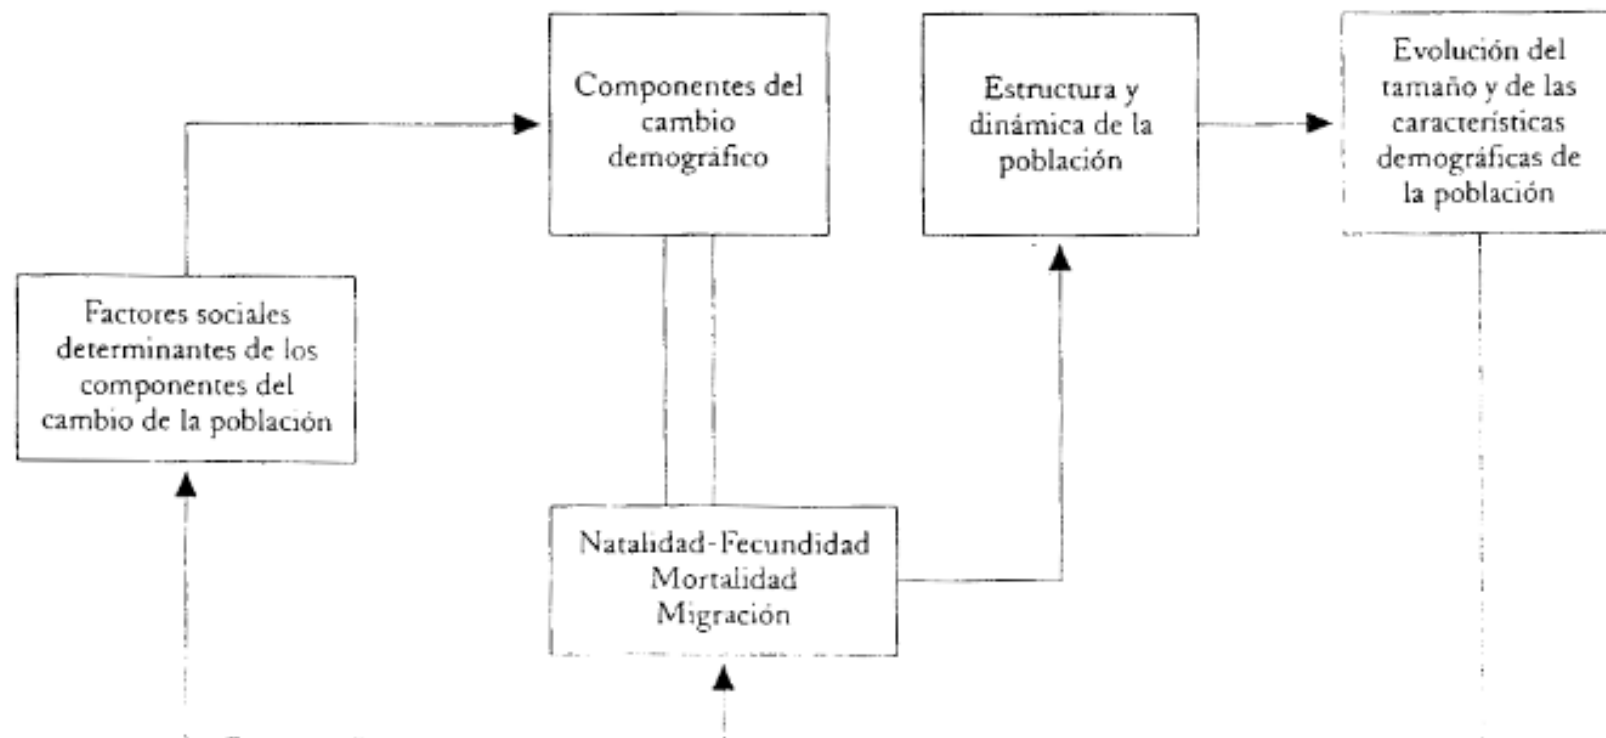 Componentes del
cambio
demográfico
Estructura y
dinámica de la
población
Evolución del
tamaño y de las
características
demográficas de
la población
Factores sociales
determinantes de los
componentes del
cambio de la población
Natalidad-Fecundidad
Mortalidad
Migración